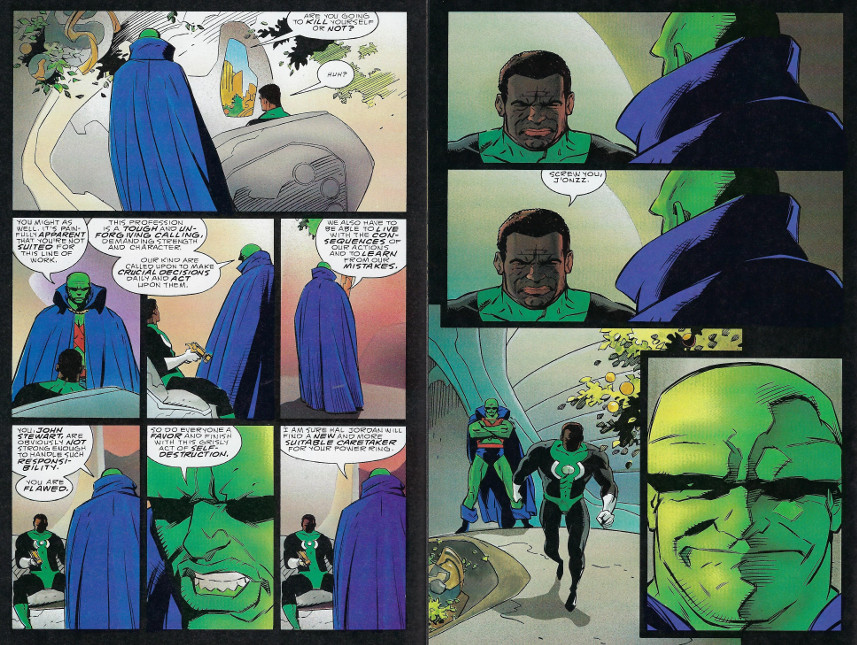 ARE YOU GOING
TO KILL YOURSELF
OR NOT?
HUH?
YOU MIGHT AS
WELL. IT'S PAIN-
FULLY APPARENT
THAT YOU'RE NOT
SUITED FOR
THIS LINE OF
WORK.
THIS PROFESSION
IS A TOUGH AND UN-
FORGIVING CALLING,
DEMANDING STRENGTH
AND CHARACTER.
OUR KIND ARE
CALLED UPON TO MAKE
CRUCIAL DECISIONS
DAILY AND ACT
UPON THEM.
WE ALSO HAVE TO
BE ABLE TO LIVE
WITH THE CON-
SEQUENCES OF
OUR ACTIONS
AND TO LEARN
FROM OUR
MISTAKES.
YOU, JOHN
STEWART, ARE
OBVIOUSLY NOT
STRONG ENOUGH
TO HANDLE SUCH
RESPONSI-
BILITY.
YOU ARE
FLAWED.
SO DO EVERYONE A
FAVOR AND FINISH
WITH THIS GRISLY
ACT OF SELF-
DESTRUCTION.
I AM SURE HAL JORDAN WILL
FIND A NEW AND MORE
SUITABLE CARETAKER
FOR YOUR POWER RING.
SCREW YOU,
J'ONZZ.